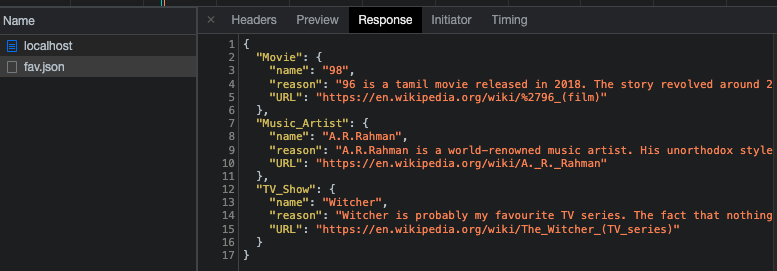 Name
localhost
fav.json
× Headers Preview Response Initiator Timing
1 {
2 "Movie": {
3 "name": "98",
4 "reason": "96 is a tamil movie released in 2018. The story revolved around 2
5 "URL": "https://en.wikipedia.org/wiki/%2796_(film)"
6 },
7 "Music_Artist": {
8 "name": "A.R.Rahman",
9 "reason": "A.R.Rahman is a world-renowned music artist. His unorthodox style
10 "URL": "https://en.wikipedia.org/wiki/A._R._Rahman"
11 },
12 "TV_Show": {
13 "name": "Witcher",
14 "reason": "Witcher is probably my favourite TV series. The fact that nothing
15 "URL": "https://en.wikipedia.org/wiki/The_Witcher_(TV_series)"
16 }
17 }